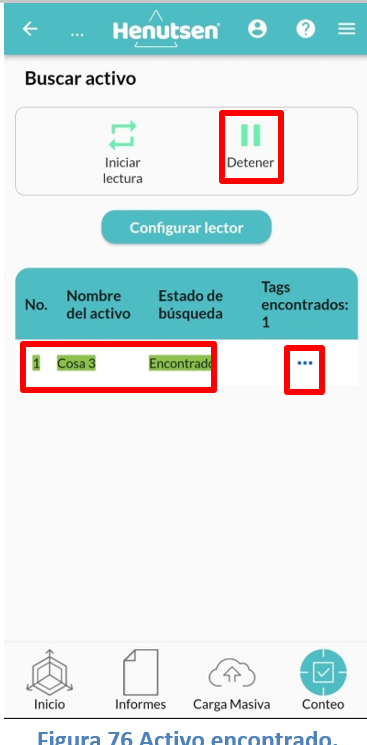 ... Henutsen
Buscar activo
Iniciar
lectura
Detener
Configurar lector
No.
Nombre
del activo
Estado de
búsqueda
Tags
encontrados:
1
1 Cosa 3 Encontrado ...
Inicio Informes Carga Masiva Conteo
Figura 76 Activo encontrado.